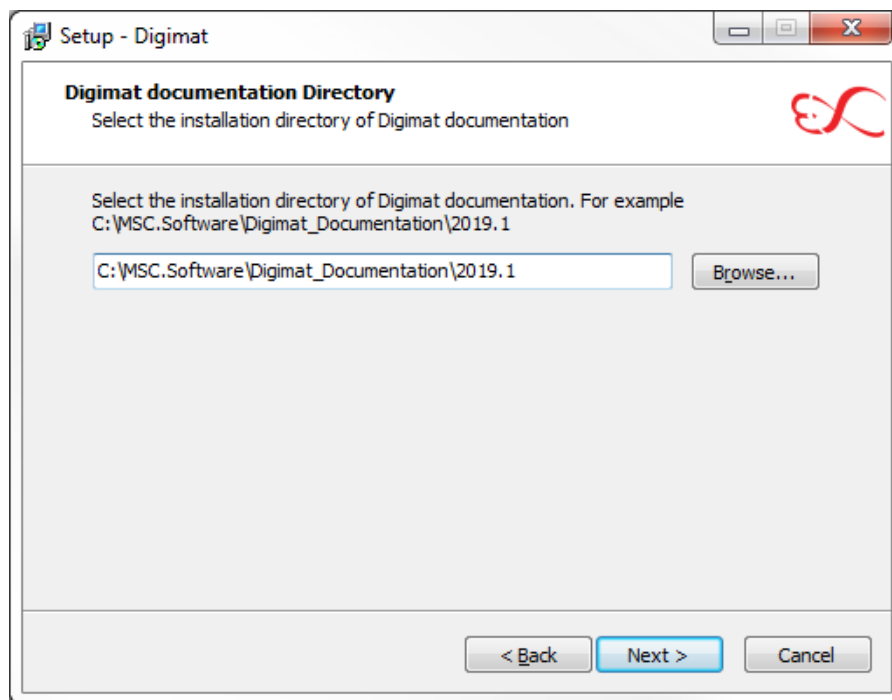 Setup - Digimat
Digimat documentation Directory
Select the installation directory of Digimat documentation
Select the installation directory of Digimat documentation. For example
C:\MSC.Software\Digimat_Documentation\2019.1
C:\MSC.Software\Digimat_Documentation\2019.1
Browse...
< Back
Next >
Cancel